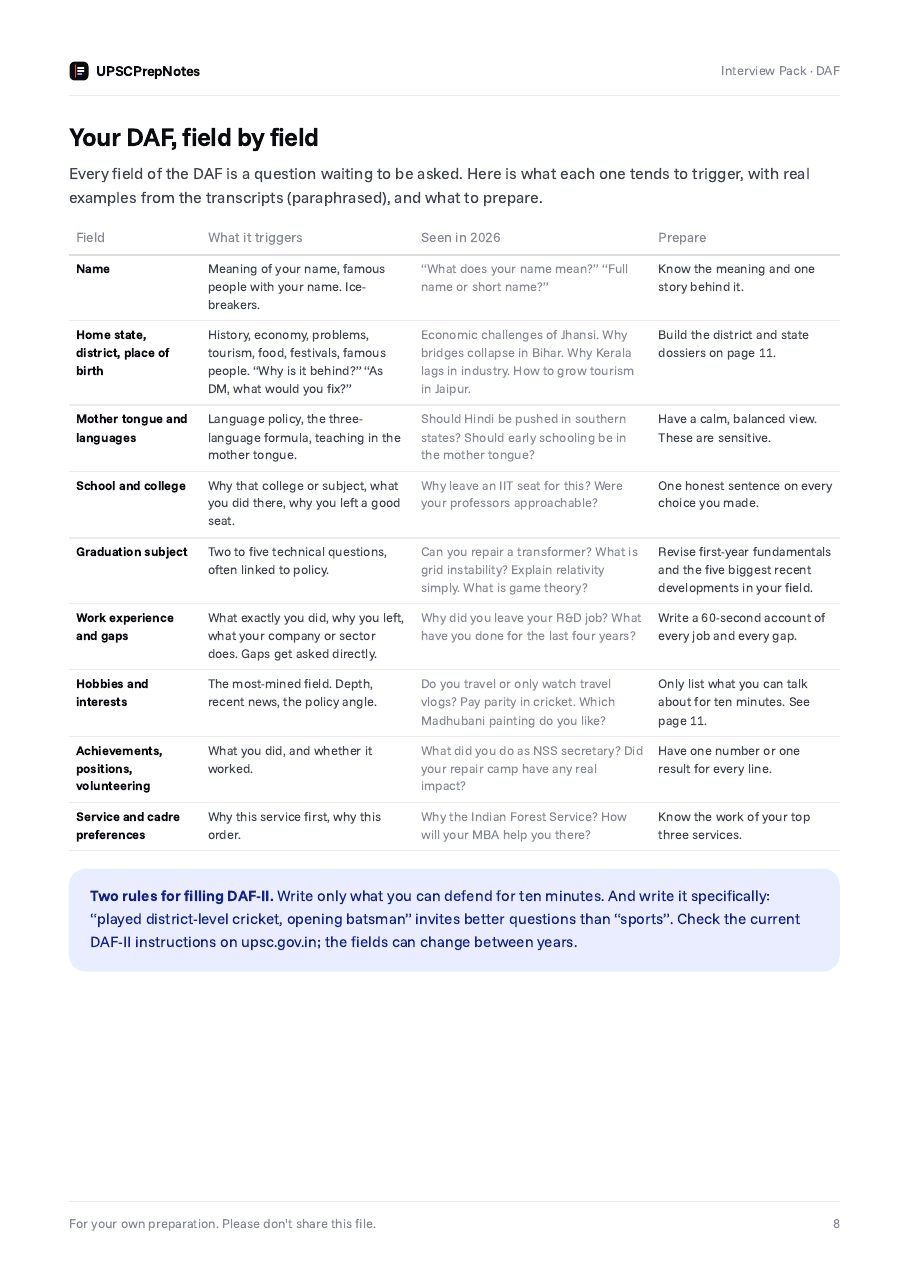 UPSCPrepNotes
Interview Pack · DAF
Your DAF, field by field
Every field of the DAF is a question waiting to be asked. Here is what each one tends to trigger, with real
examples from the transcripts (paraphrased), and what to prepare.
Field
What it triggers
Seen in 2026
Prepare
Name
Meaning of your name, famous
people with your name. Ice-
breakers.
“What does your name mean?” “Full
name or short name?”
Know the meaning and one
story behind it.
Home state,
district, place of
birth
History, economy, problems,
tourism, food, festivals, famous
people. “Why is it behind?” “As
DM, what would you fix?”
Economic challenges of Jhansi. Why
bridges collapse in Bihar. Why Kerala
lags in industry. How to grow tourism
in Jaipur.
Build the district and state
dossiers on page 11.
Mother tongue and
languages
Language policy, the three-
language formula, teaching in the
mother tongue.
Should Hindi be pushed in southern
states? Should early schooling be in
the mother tongue?
Have a calm, balanced view.
These are sensitive.
School and college
Why that college or subject, what
you did there, why you left a good
seat.
Why leave an IIT seat for this? Were
your professors approachable?
One honest sentence on every
choice you made.
Graduation subject
Two to five technical questions,
often linked to policy.
Can you repair a transformer? What is
grid instability? Explain relativity
simply. What is game theory?
Revise first-year fundamentals
and the five biggest recent
developments in your field.
Work experience
and gaps
What exactly you did, why you left,
what your company or sector
does. Gaps get asked directly.
Why did you leave your R&D job? What
have you done for the last four years?
Write a 60-second account of
every job and every gap.
Hobbies and
interests
The most-mined field. Depth,
recent news, the policy angle.
Do you travel or only watch travel
vlogs? Pay parity in cricket. Which
Madhubani painting do you like?
Only list what you can talk
about for ten minutes. See
page 11.
Achievements,
positions,
volunteering
What you did, and whether it
worked.
What did you do as NSS secretary? Did
your repair camp have any real
impact?
Have one number or one
result for every line.
Service and cadre
preferences
Why this service first, why this
order.
Why the Indian Forest Service? How
will your MBA help you there?
Know the work of your top
three services.
Two rules for filling DAF-II. Write only what you can defend for ten minutes. And write it specifically:
“played district-level cricket, opening batsman” invites better questions than “sports”. Check the current
DAF-II instructions on upsc.gov.in; the fields can change between years.
For your own preparation. Please don't share this file.
8